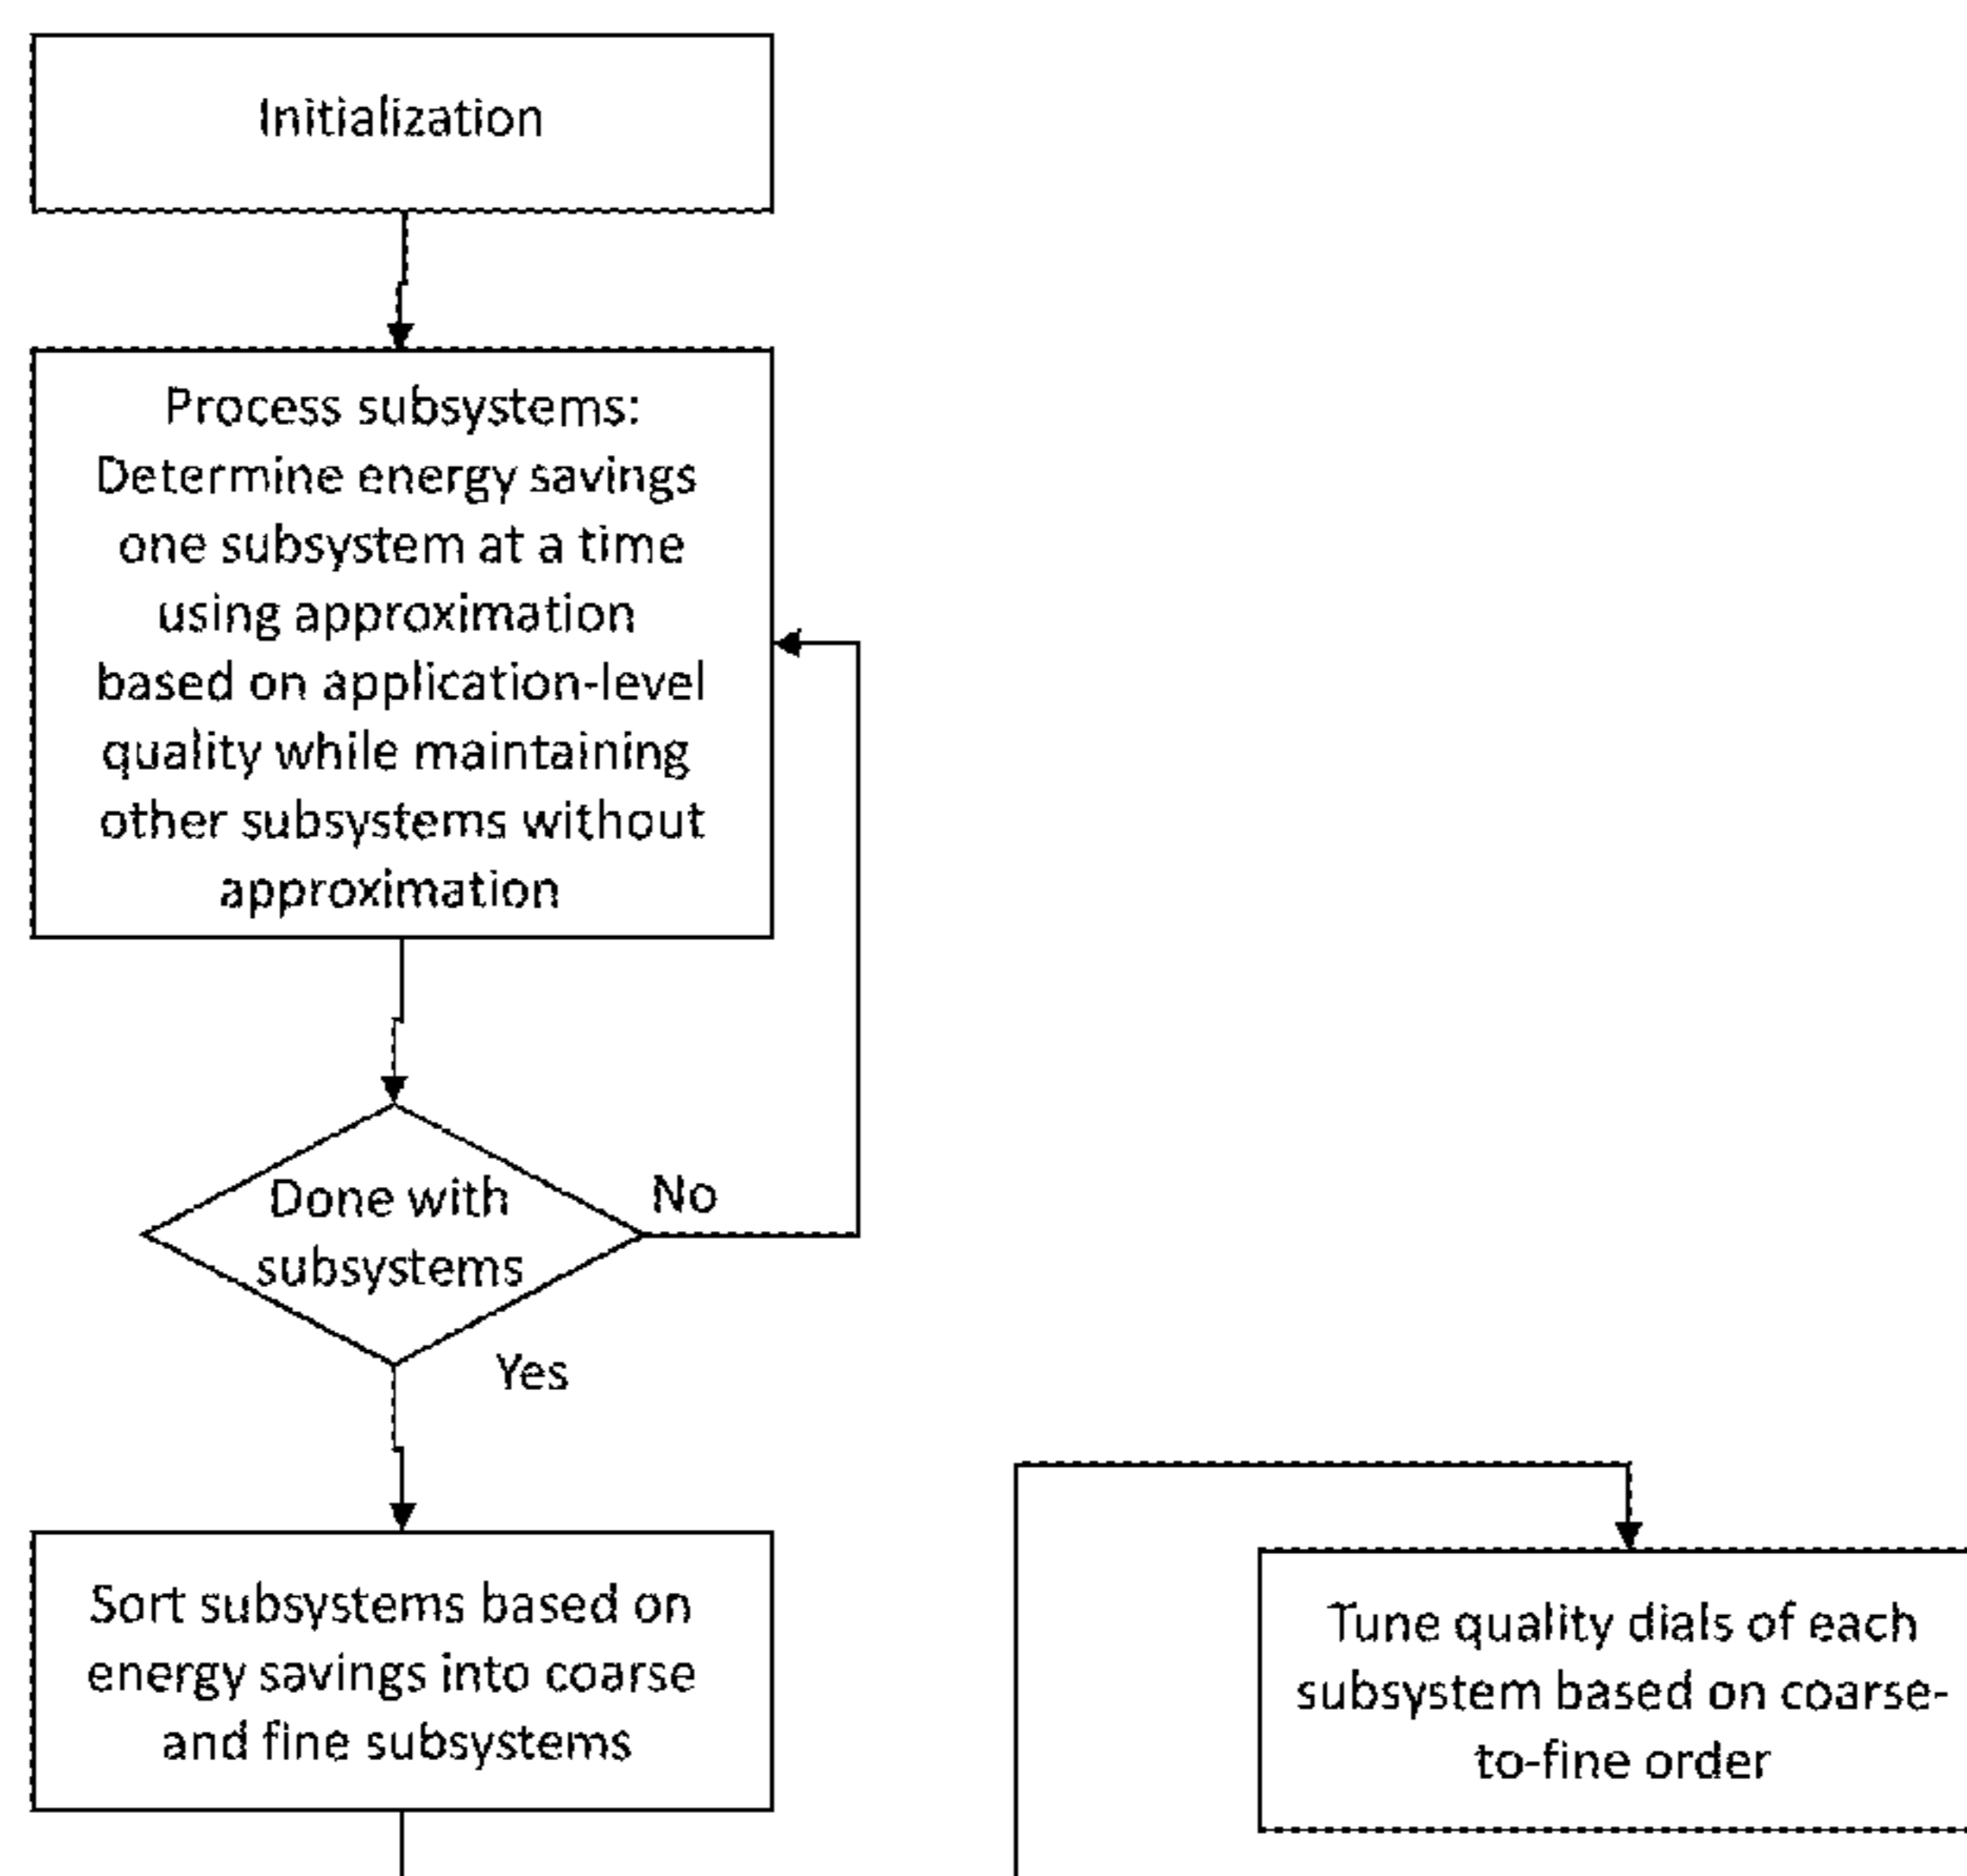 Initialization
Process subsystems:
Determine energy savings
one subsystem at a time
using approximation
based on application-level
quality while maintaining
other subsystems without
approximation
Done with
subsystems
No
Yes
Sort subsystems based on
energy savings into coarse
and fine subsystems
Tune quality dials of each
subsystem based on coarse-
to-fine order